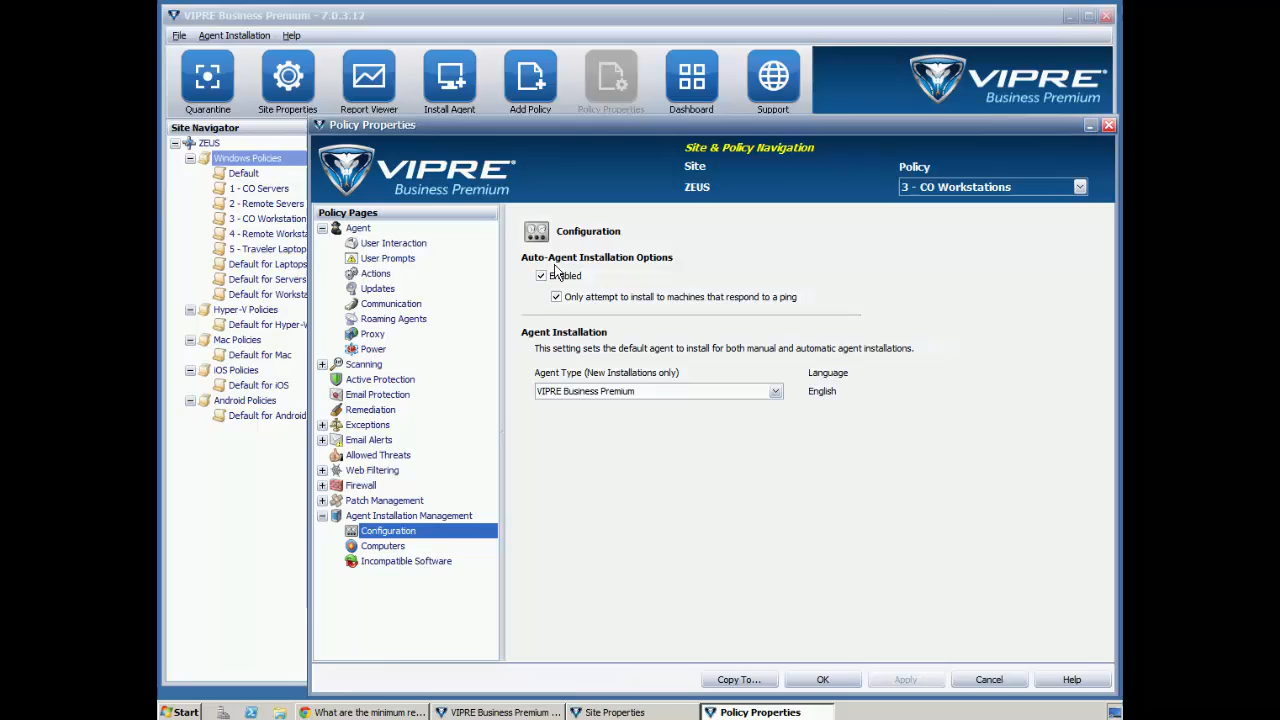 VIPRE Business Premium - 7.0.3.12
File Agent Installation Help
Quarantine Site Properties Report Viewer Install Agent Add Policy Policy Properties Dashboard Support
VIPRE®
Business Premium
Site Navigator
ZEUS
Windows Policies
Default
1 - CO Servers
2 - Remote Severs
3 - CO Workstation
4 - Remote Worksta
5 - Traveler Laptop
Default for Laptops
Default for Servers
Default for Worksta
Hyper-V Policies
Default for Hyper-V
Mac Policies
Default for Mac
iOS Policies
Default for iOS
Android Policies
Default for Android
Policy Properties
VIPRE®
Business Premium
Site & Policy Navigation
Site
ZEUS
Policy
3 - CO Workstations
Policy Pages
Agent
User Interaction
User Prompts
Actions
Updates
Communication
Roaming Agents
Proxy
Power
Scanning
Active Protection
Email Protection
Remediation
Exceptions
Email Alerts
Allowed Threats
Web Filtering
Firewall
Patch Management
Agent Installation Management
Configuration
Computers
Incompatible Software
Configuration
Auto-Agent Installation Options
Enabled
Only attempt to install to machines that respond to a ping
Agent Installation
This setting sets the default agent to install for both manual and automatic agent installations.
Agent Type (New Installations only) Language
VIPRE Business Premium English
Copy To... OK Apply Cancel Help
Start What are the minimum re... VIPRE Business Premium ... Site Properties Policy Properties